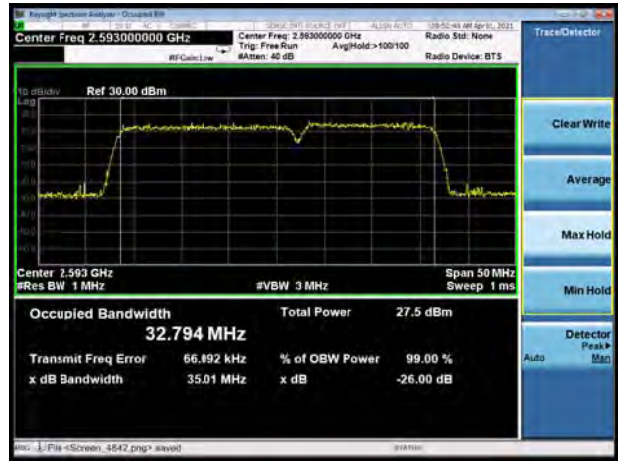 Keysight Spectrum Analyzer - Occupied BW
Center Freq 2.593000000 GHz
Center Freq: 2.593000000 GHz
Radio Std: None
Trig: Free Run
Avg|Hold:>100/100
#IFGain:Low
#Atten: 40 dB
Radio Device: BTS
Trace/Detector
10 dB/div
Ref 30.00 dBm
Log
Clear Write
Average
Max Hold
Min Hold
Center 2.593 GHz
Span 50 MHz
#Res BW 1 MHz
#VBW 3 MHz
Sweep 1 ms
Occupied Bandwidth
Total Power
27.5 dBm
32.794 MHz
Transmit Freq Error
66.892 kHz
% of OBW Power
99.00 %
x dB Bandwidth
35.01 MHz
x dB
-26.00 dB
Detector
Peak▶
Auto
Man
File <Screen_4842.png> saved
STATUS